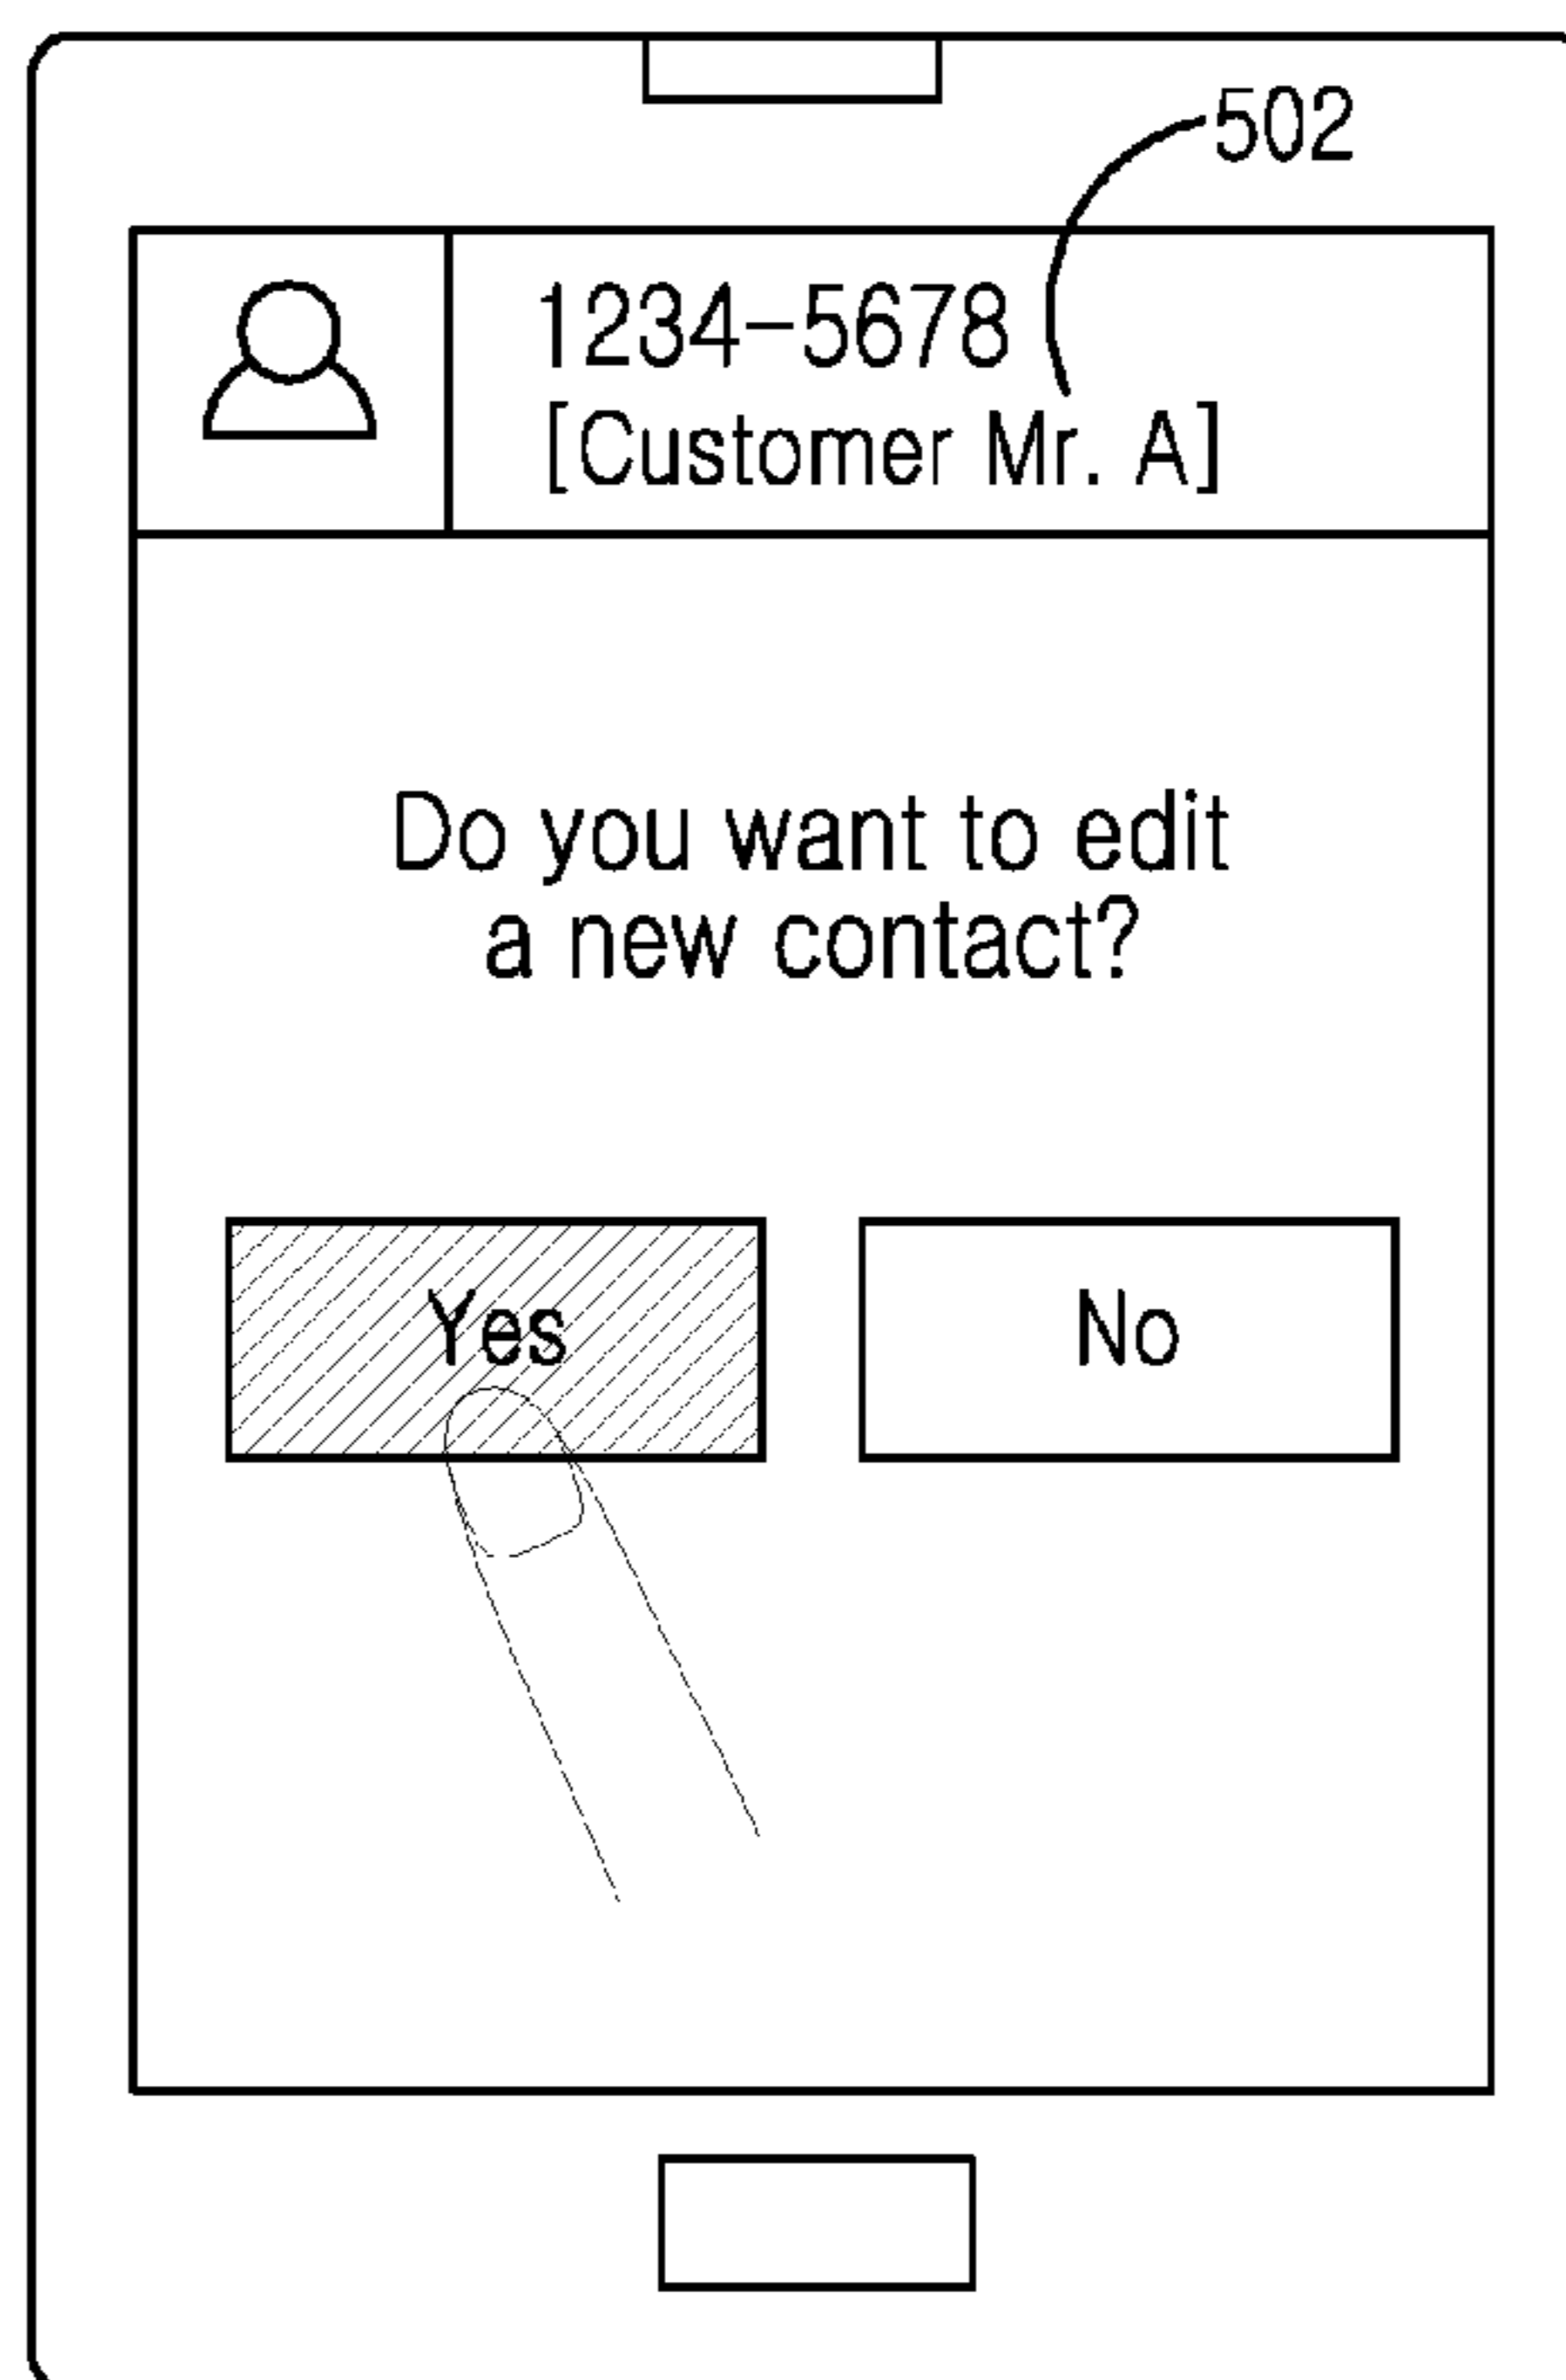 502
1234-5678
[Customer Mr. A]
Do you want to edit
a new contact?
Yes
No